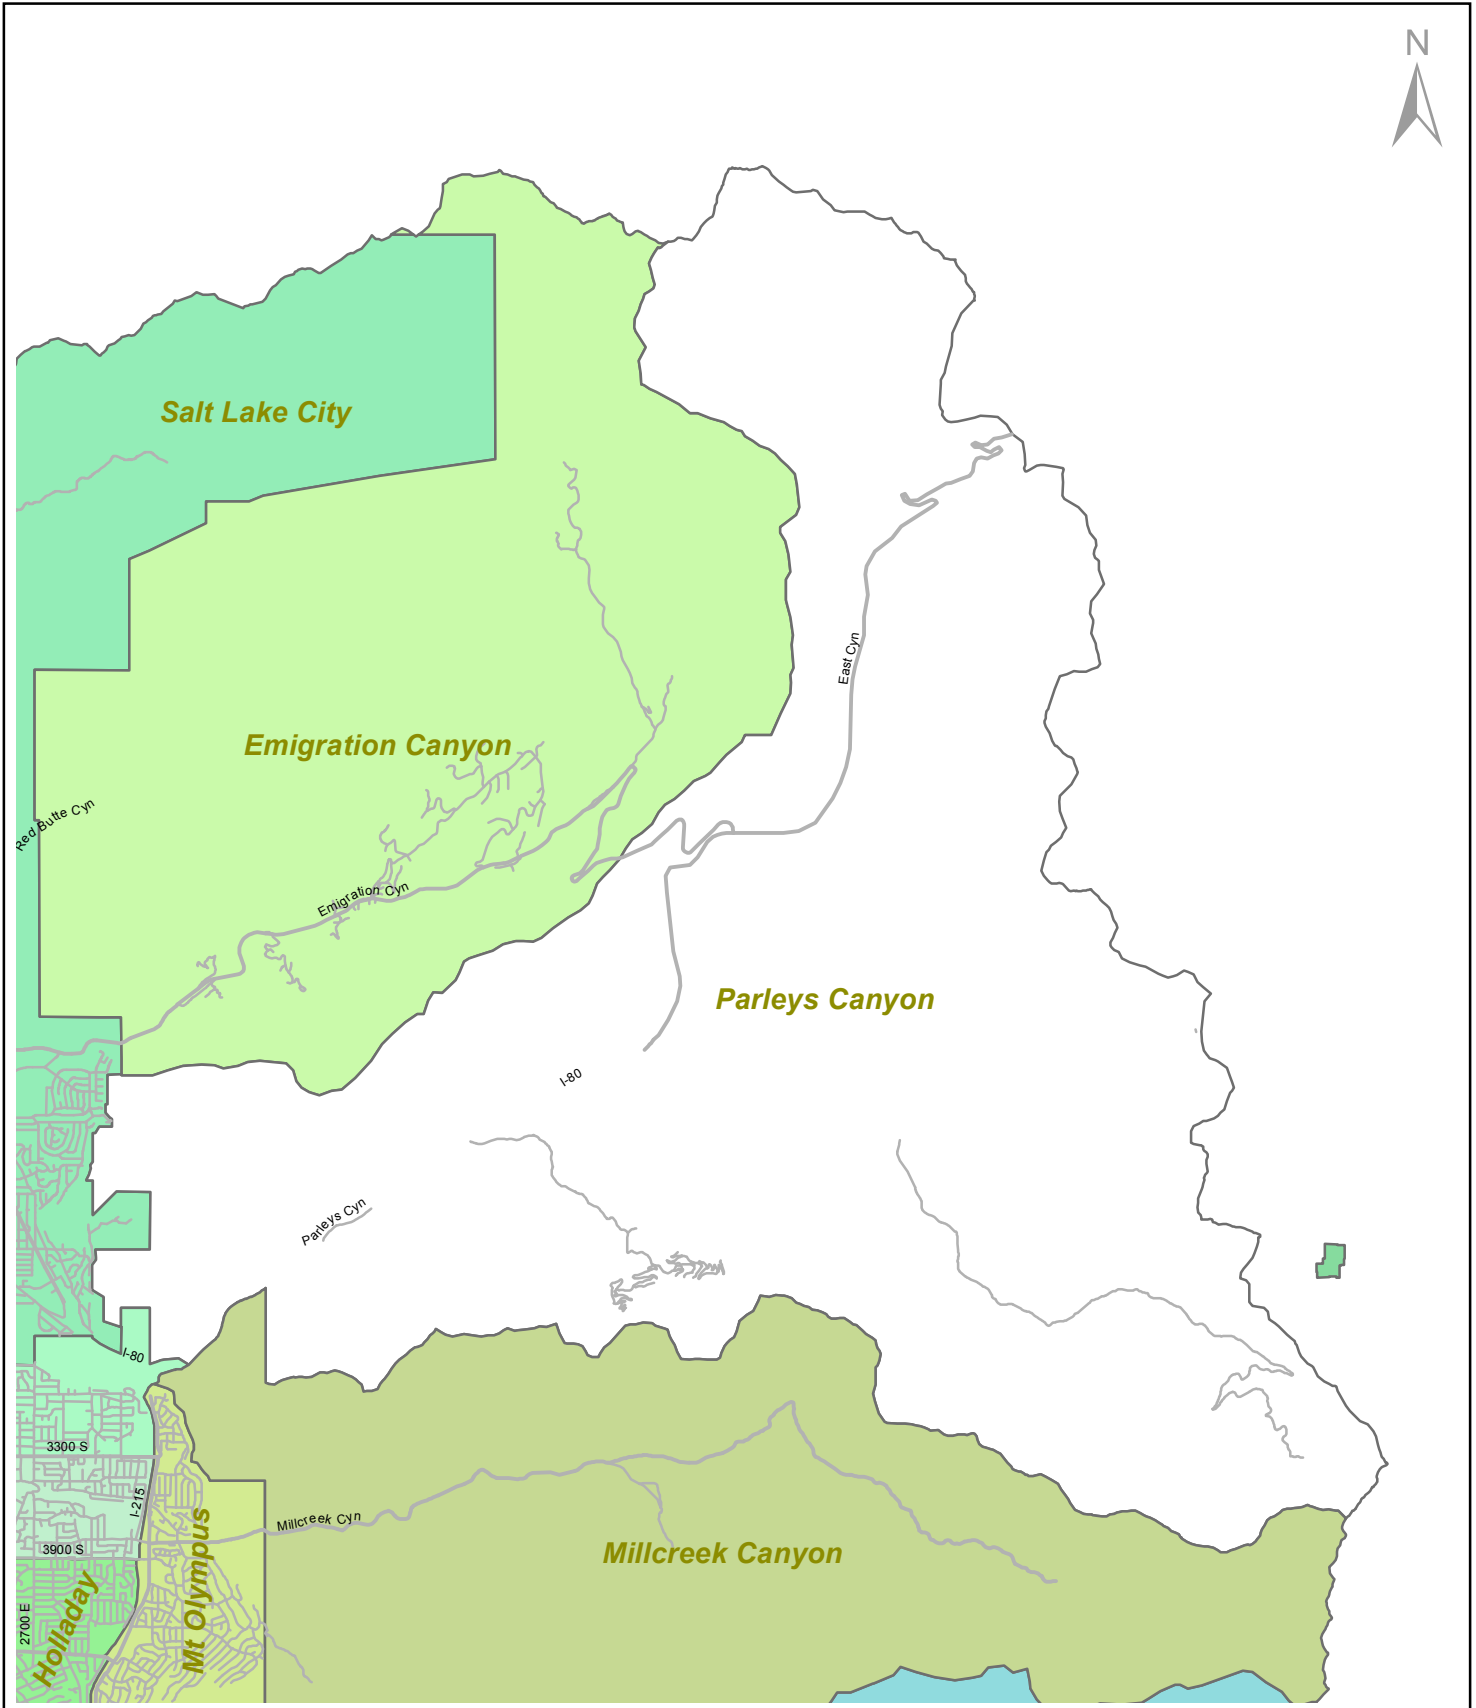 N
Salt Lake City
East Cyn
Emigration Canyon
Red Butte Cyn
Emigration Cyn
Parleys Canyon
I-80
Parleys Cyn
I-80
3300 S
I-215
Millcreek Cyn
3900 S
Millcreek Canyon
Mt Olympus
Holladay
2700 E